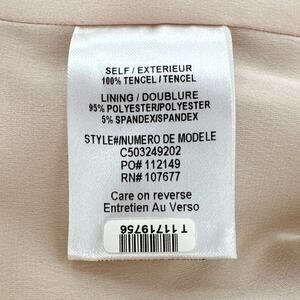 SELF / EXTERIEUR
100% TENCEL / TENCEL
LINING / DOUBLURE
95% POLYESTER/POLYESTER
5% SPANDEX/SPANDEX
STYLE#/NUMERO DE MODELE
C503249202
PO# 112149
RN# 107677
Care on reverse
Entretien Au Verso
T 111719756